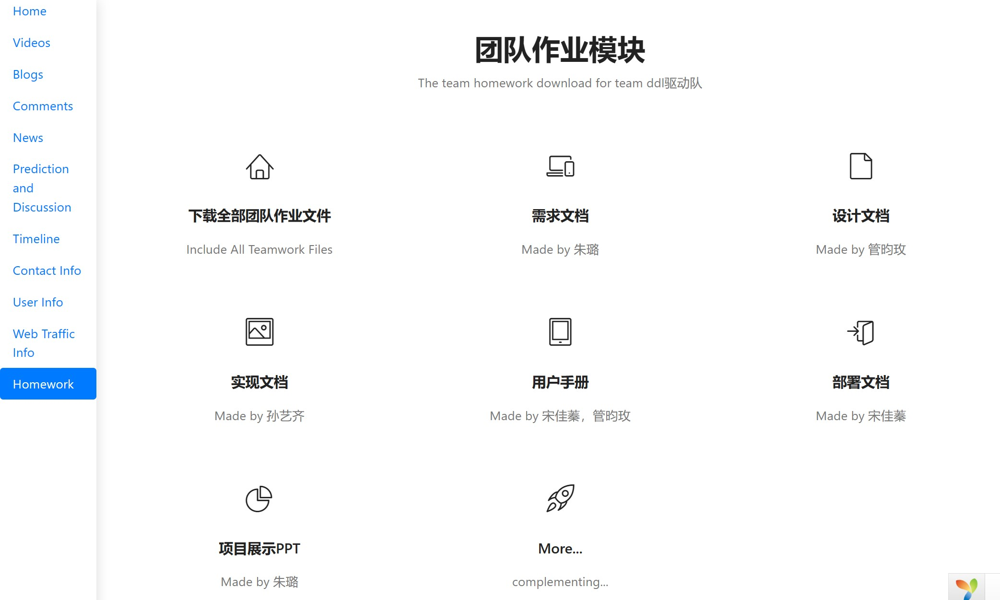 Home
Videos
Blogs
Comments
News
Prediction
and
Discussion
Timeline
Contact Info
User Info
Web Traffic
Info
Homework
团队作业模块
The team homework download for team ddl驱动队
下载全部团队作业文件
Include All Teamwork Files
需求文档
Made by 朱璐
设计文档
Made by 管昀玫
实现文档
Made by 孙艺齐
用户手册
Made by 宋佳蓁，管昀玫
部署文档
Made by 宋佳蓁
项目展示PPT
Made by 朱璐
More...
complementing...